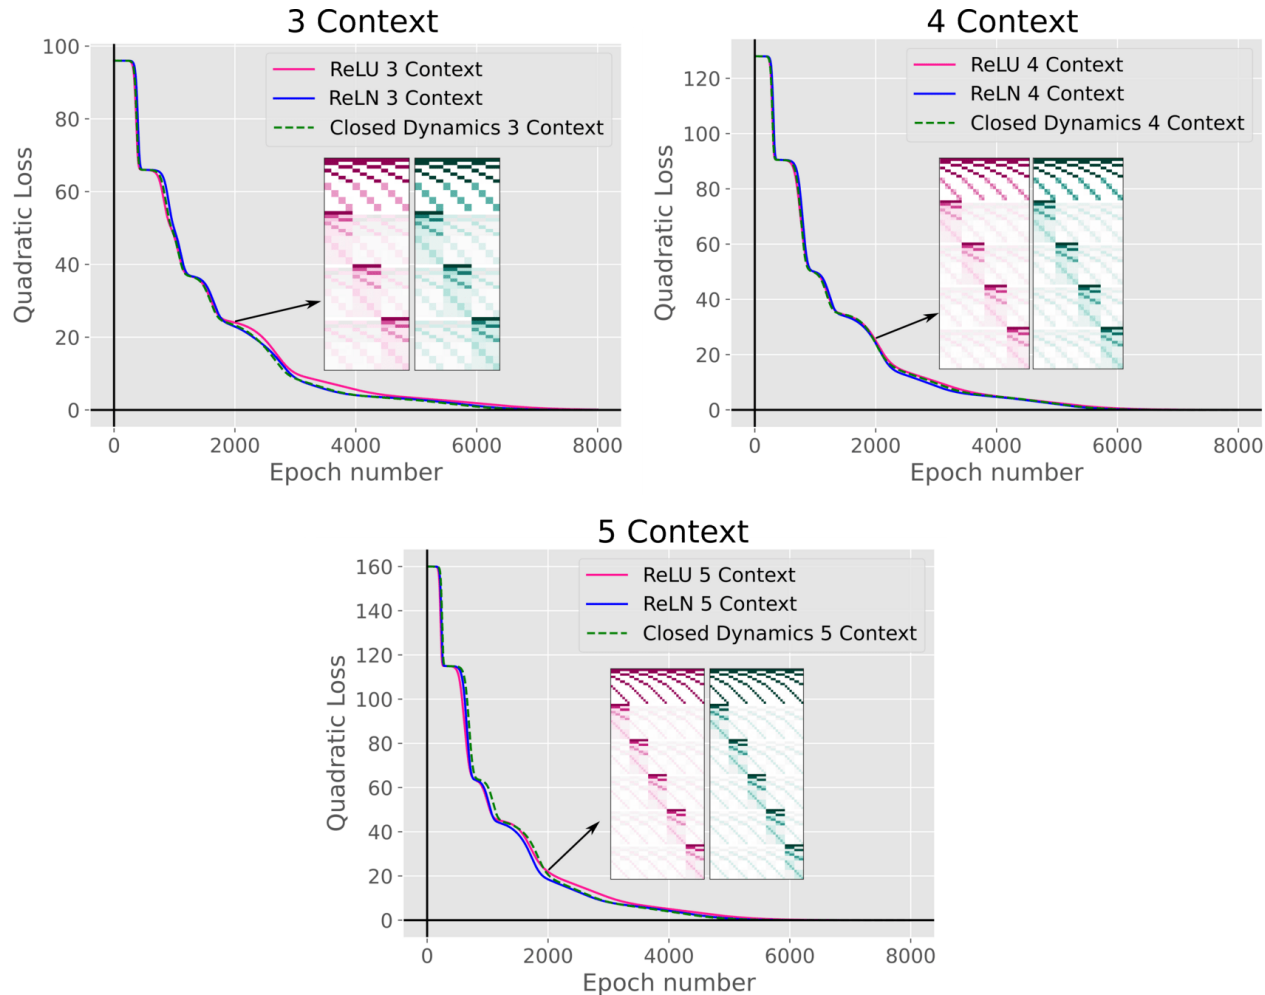 3 Context
100
80
60
40
20
0
Quadratic Loss
ReLU 3 Context
ReLN 3 Context
Closed Dynamics 3 Context
0 2000 4000 6000 8000
Epoch number
4 Context
120
100
80
60
40
20
0
Quadratic Loss
ReLU 4 Context
ReLN 4 Context
Closed Dynamics 4 Context
0 2000 4000 6000 8000
Epoch number
5 Context
160
140
120
100
80
60
40
20
0
Quadratic Loss
ReLU 5 Context
ReLN 5 Context
Closed Dynamics 5 Context
0 2000 4000 6000 8000
Epoch number